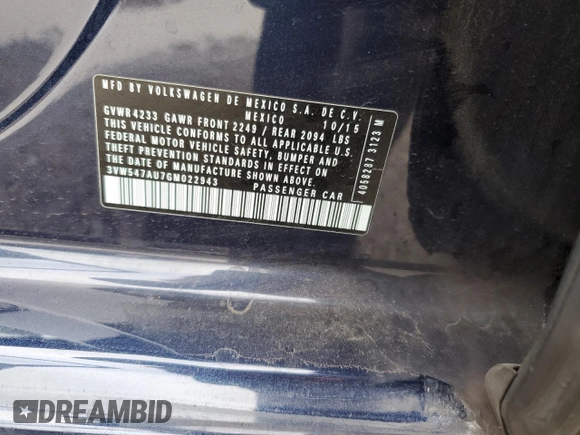 MFD BY VOLKSWAGEN DE MEXICO S.A. DE C.V.
MEXICO 10/15
GVWR 4233 GAWR FRONT 2249 / REAR 2094 LBS
THIS VEHICLE CONFORMS TO ALL APPLICABLE U.S.
FEDERAL MOTOR VEHICLE SAFETY, BUMPER AND
THEFT PREVENTION STANDARDS IN EFFECT ON
THE DATE OF MANUFACTURE SHOWN ABOVE.
3VW547AU7GM022943
PASSENGER CAR
4058287 3123 M
DREAMBID